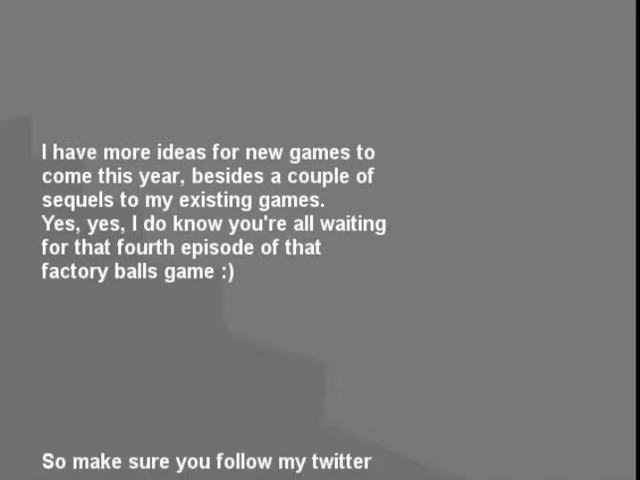 I have more ideas for new games to
come this year, besides a couple of
sequels to my existing games.
Yes, yes, I do know you're all waiting
for that fourth episode of that
factory balls game :)
So make sure you follow my twitter